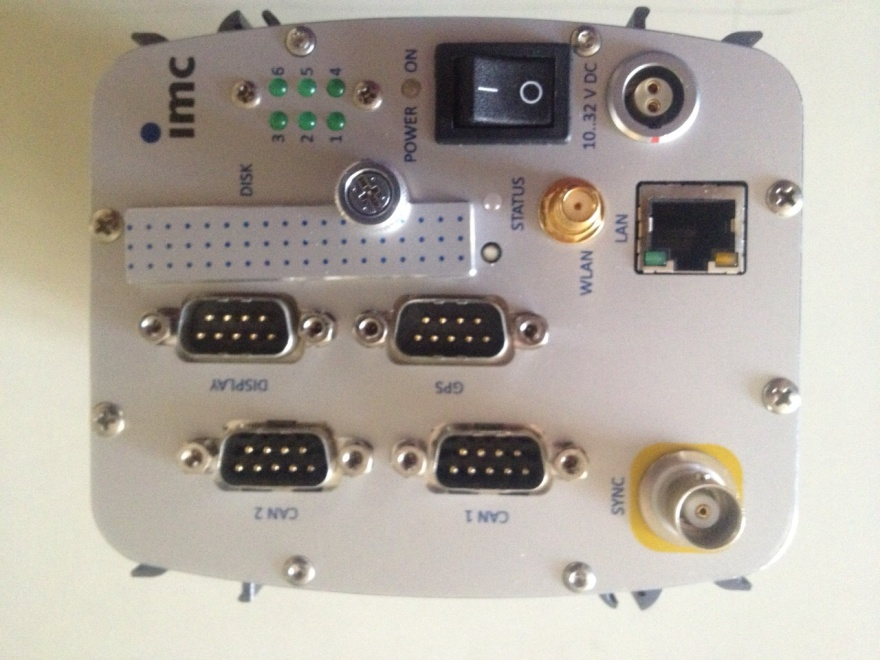 imc
6 5 4
3 2 1
POWER ON
10...32 V DC
DISK
STATUS
WLAN
LAN
DISPLAY
GPS
CAN 2
CAN 1
SYNC